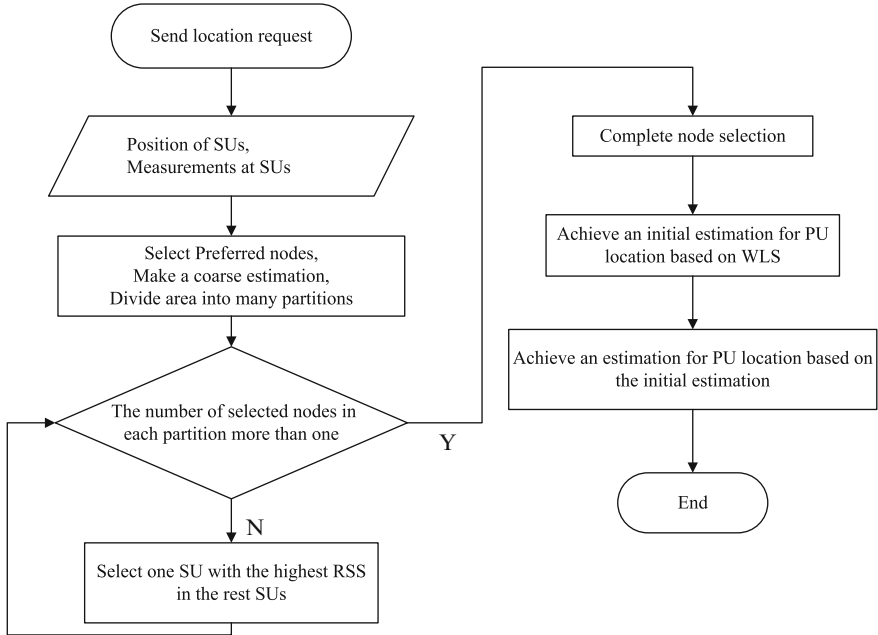 Send location request
Position of SUs,
Measurements at SUs
Select Preferred nodes,
Make a coarse estimation,
Divide area into many partitions
The number of selected nodes in
each partition more than one
Y
N
Select one SU with the highest RSS
in the rest SUs
Complete node selection
Achieve an initial estimation for PU
location based on WLS
Achieve an estimation for PU location based on
the initial estimation
End